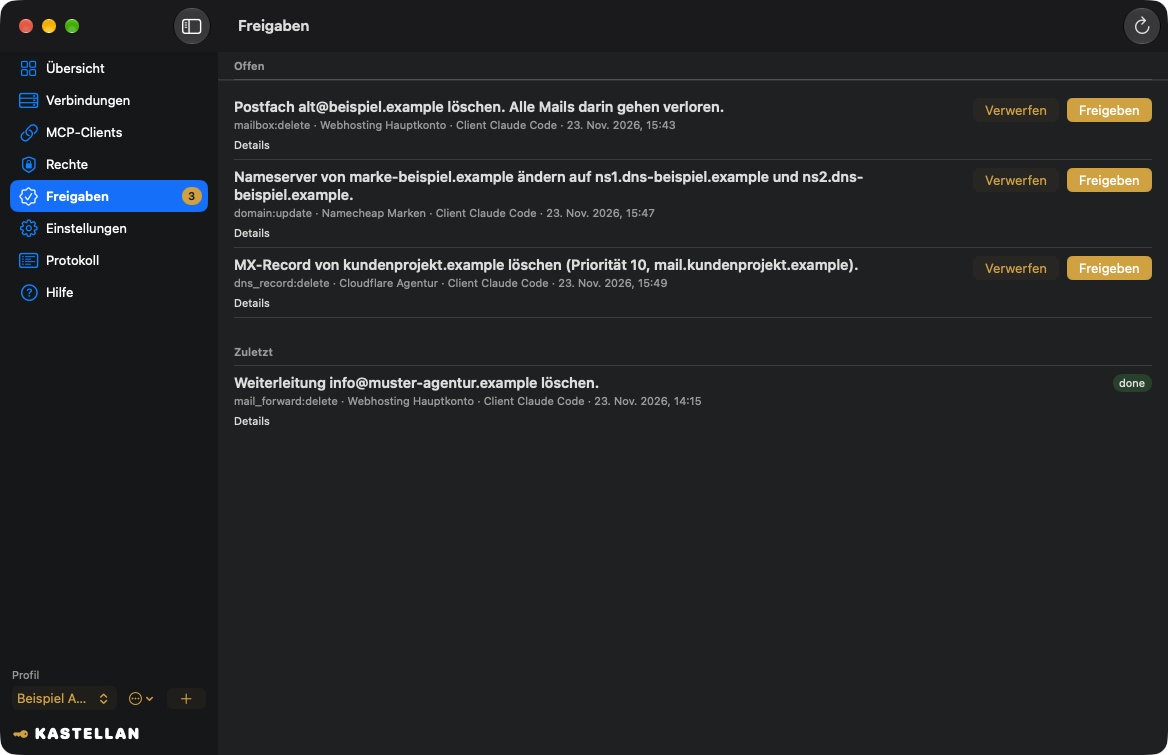 Freigaben
Übersicht
Verbindungen
MCP-Clients
Rechte
Freigaben 3
Einstellungen
Protokoll
Hilfe
Offen
Postfach alt@beispiel.example löschen. Alle Mails darin gehen verloren.
mailbox:delete · Webhosting Hauptkonto · Client Claude Code · 23. Nov. 2026, 15:43
Details
Verwerfen Freigeben
Nameserver von marke-beispiel.example ändern auf ns1.dns-beispiel.example und ns2.dns-
beispiel.example.
domain:update · Namecheap Marken · Client Claude Code · 23. Nov. 2026, 15:47
Details
Verwerfen Freigeben
MX-Record von kundenprojekt.example löschen (Priorität 10, mail.kundenprojekt.example).
dns_record:delete · Cloudflare Agentur · Client Claude Code · 23. Nov. 2026, 15:49
Details
Verwerfen Freigeben
Zuletzt
Weiterleitung info@muster-agentur.example löschen.
mail_forward:delete · Webhosting Hauptkonto · Client Claude Code · 23. Nov. 2026, 14:15
Details
done
Profil
Beispiel A...
KASTELLAN